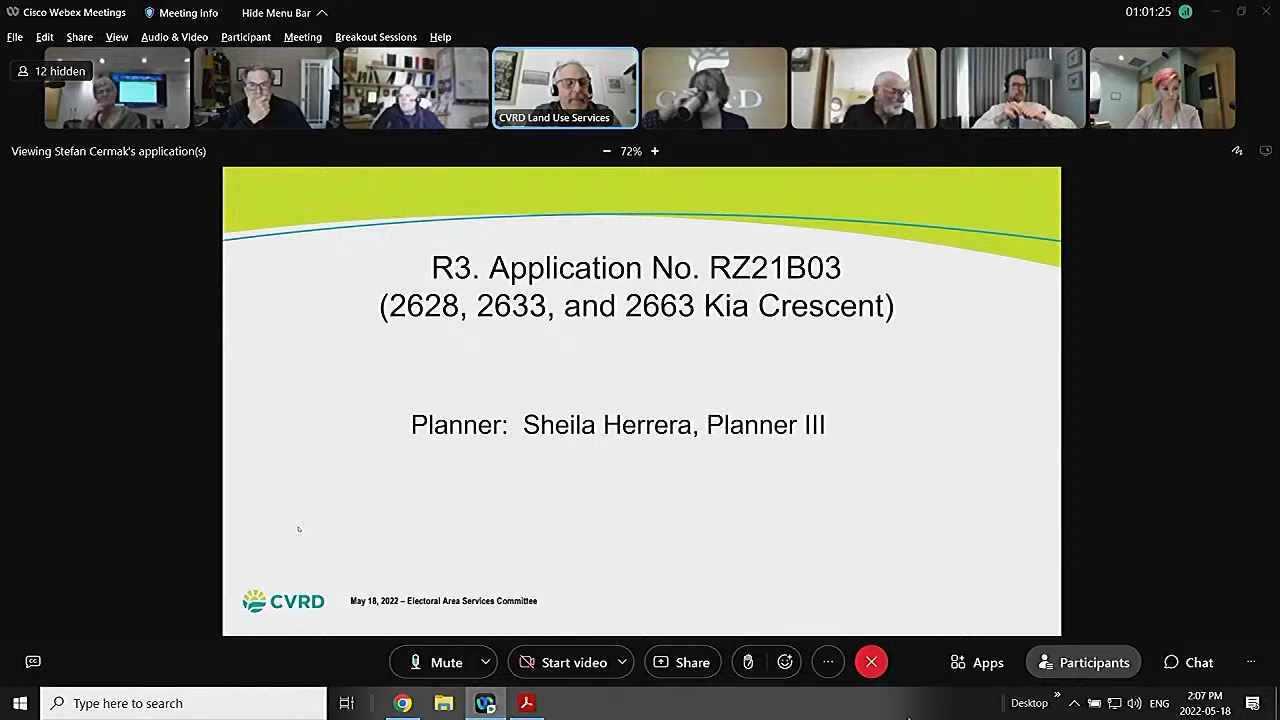 Cisco Webex Meetings
Meeting Info
Hide Menu Bar
01:01:25
File Edit Share View Audio & Video Participant Meeting Breakout Sessions Help
12 hidden
CVRD Land Use Services
Viewing Stefan Cermak's application(s)
− 72% +
R3. Application No. RZ21B03
(2628, 2633, and 2663 Kia Crescent)
Planner: Sheila Herrera, Planner III
CVRD
May 18, 2022 – Electoral Area Services Committee
Mute
Start video
Share
Apps
Participants
Chat
Type here to search
Desktop
ENG
2:07 PM
2022-05-18